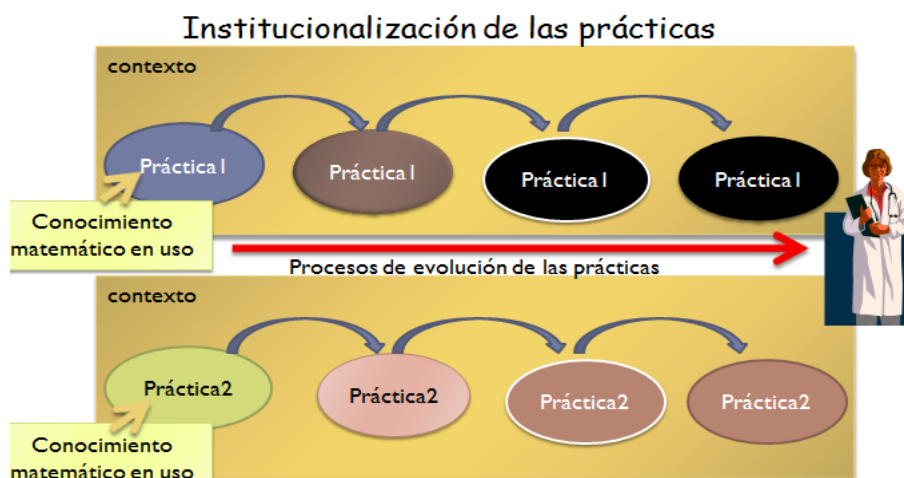 Institucionalización de las prácticas
contexto
Práctica1
Práctica1
Práctica1
Práctica1
Conocimiento
matemático en uso
Procesos de evolución de las prácticas
contexto
Práctica2
Práctica2
Práctica2
Práctica2
Conocimiento
matemático en uso